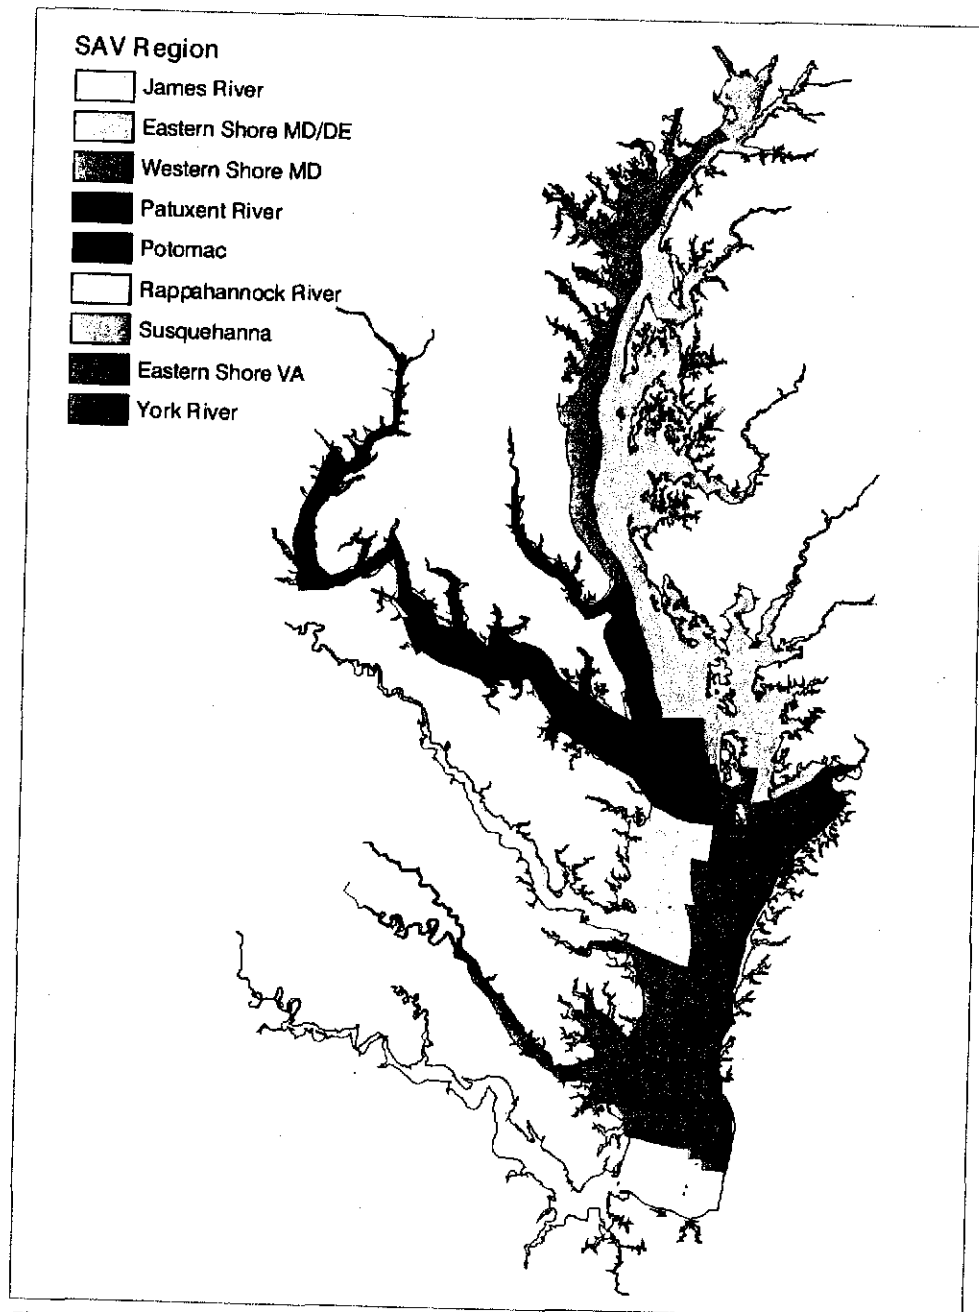 SAV Region
James River
Eastern Shore MD/DE
Western Shore MD
Patuxent River
Potomac
Rappahannock River
Susquehanna
Eastern Shore VA
York River